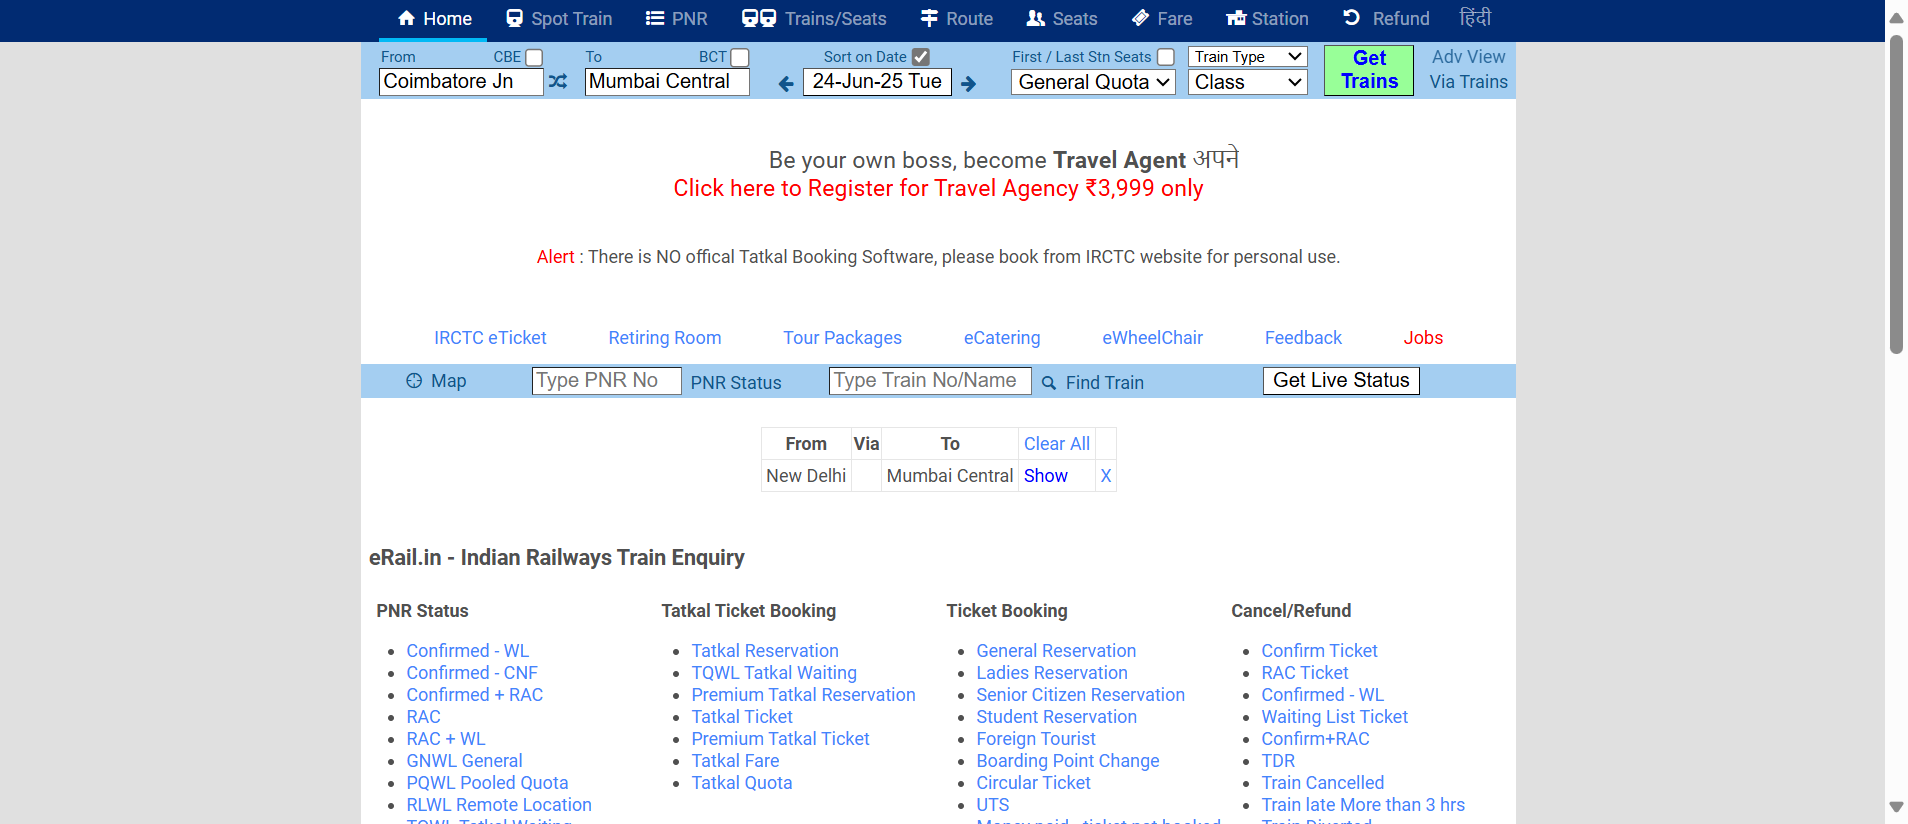 Home Spot Train PNR Trains/Seats Route Seats Fare Station Refund हिंदी
From CBE To BCT Sort on Date First / Last Stn Seats Train Type Get Trains Adv View
Coimbatore Jn Mumbai Central 24-Jun-25 Tue General Quota Class Via Trains
Be your own boss, become Travel Agent अपने
Click here to Register for Travel Agency ₹3,999 only
Alert : There is NO offical Tatkal Booking Software, please book from IRCTC website for personal use.
IRCTC eTicket Retiring Room Tour Packages eCatering eWheelChair Feedback Jobs
Map Type PNR No PNR Status Type Train No/Name Find Train Get Live Status
From Via To Clear All
New Delhi Mumbai Central Show X
eRail.in - Indian Railways Train Enquiry
PNR Status
Confirmed - WL
Confirmed - CNF
Confirmed + RAC
RAC
RAC + WL
GNWL General
PQWL Pooled Quota
RLWL Remote Location
TQWL Tatkal Waiting
Tatkal Ticket Booking
Tatkal Reservation
TQWL Tatkal Waiting
Premium Tatkal Reservation
Tatkal Ticket
Premium Tatkal Ticket
Tatkal Fare
Tatkal Quota
Ticket Booking
General Reservation
Ladies Reservation
Senior Citizen Reservation
Student Reservation
Foreign Tourist
Boarding Point Change
Circular Ticket
UTS
Money paid - ticket not booked
Cancel/Refund
Confirm Ticket
RAC Ticket
Confirmed - WL
Waiting List Ticket
Confirm+RAC
TDR
Train Cancelled
Train late More than 3 hrs
Train Diverted